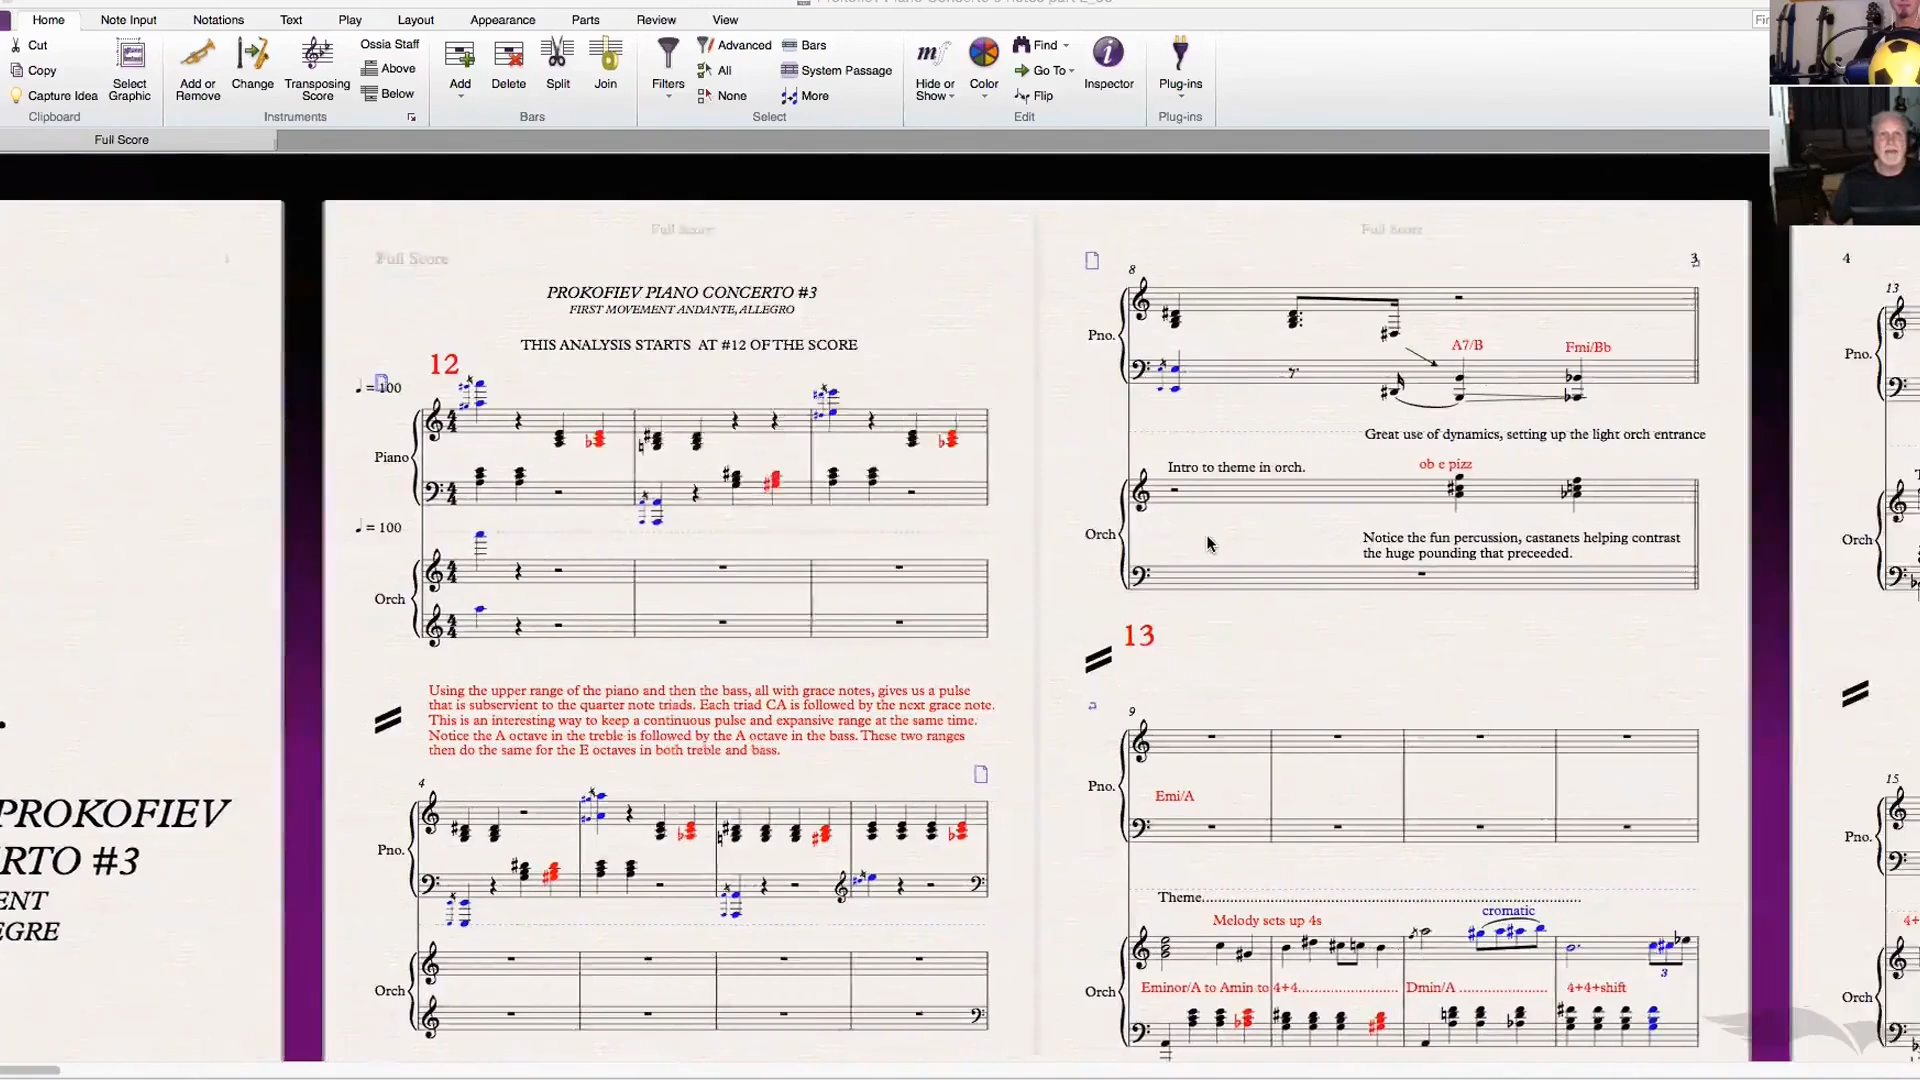 Home Note Input Notations Text Play Layout Appearance Parts Review View
Cut
Copy
Capture Idea
Select Graphic
Clipboard
Add or Remove
Change
Transposing Score
Ossia Staff
Above
Below
Instruments
Add
Delete
Split
Join
Bars
Filters
Advanced
All
None
Bars
System Passage
More
Select
Hide or Show
Color
Find
Go To
Flip
Inspector
Edit
Plug-ins
Plug-ins
Full Score
1
PROKOFIEV
ERTO #3
ENT
EGRE
Full Score
Full Score
PROKOFIEV PIANO CONCERTO #3
FIRST MOVEMENT ANDANTE, ALLEGRO
THIS ANALYSIS STARTS AT #12 OF THE SCORE
12
♩ = 100
Piano
♩ = 100
Orch
Using the upper range of the piano and then the bass, all with grace notes, gives us a pulse
that is subservient to the quarter note triads. Each triad CA is followed by the next grace note.
This is an interesting way to keep a continuous pulse and expansive range at the same time.
Notice the A octave in the treble is followed by the A octave in the bass. These two ranges
then do the same for the E octaves in both treble and bass.
4
Pno.
Orch
Full Score
3
8
Pno.
A7/B
Fmi/Bb
Great use of dynamics, setting up the light orch entrance
Intro to theme in orch.
ob e pizz
Orch
Notice the fun percussion, castanets helping contrast
the huge pounding that preceeded.
13
9
Pno.
Emi/A
Theme
Melody sets up 4s
cromatic
3
Eminor/A to Amin to 4+4
Dmin/A
4+4+shift
Orch
4
13
Pno.
Orch
15
Pno.
4+
Orch